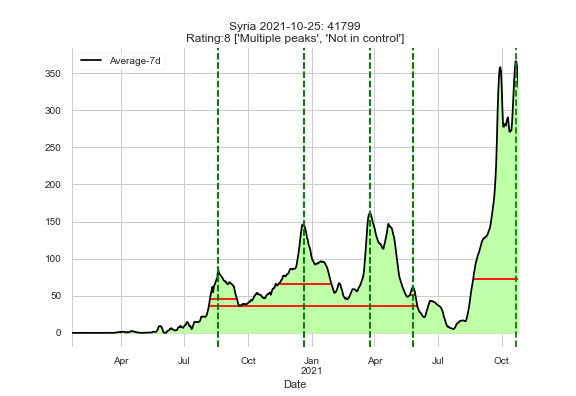 Syria 2021-10-25: 41799
Rating:8 ['Multiple peaks', 'Not in control']
Average-7d
350
300
250
200
150
100
50
0
Apr Jul Oct Jan Apr Jul Oct
2021
Date